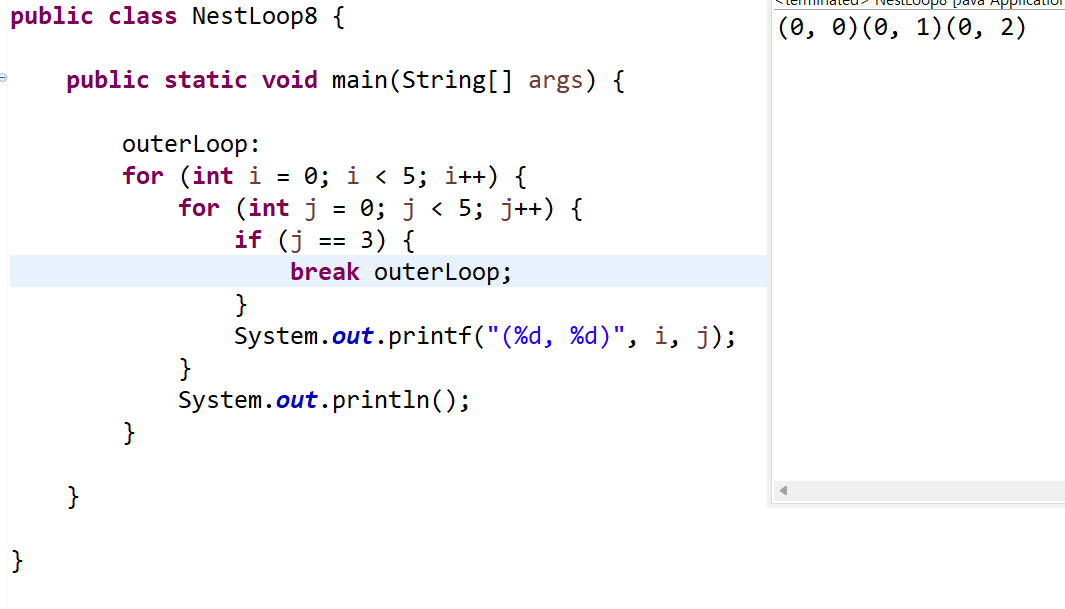 public class NestLoop8 {
public static void main(String[] args) {
outerLoop:
for (int i = 0; i < 5; i++) {
for (int j = 0; j < 5; j++) {
if (j == 3) {
break outerLoop;
}
System.out.printf("(%d, %d)", i, j);
}
System.out.println();
}
}
}
<terminated> NestLoop8 [Java Application
(0, 0)(0, 1)(0, 2)